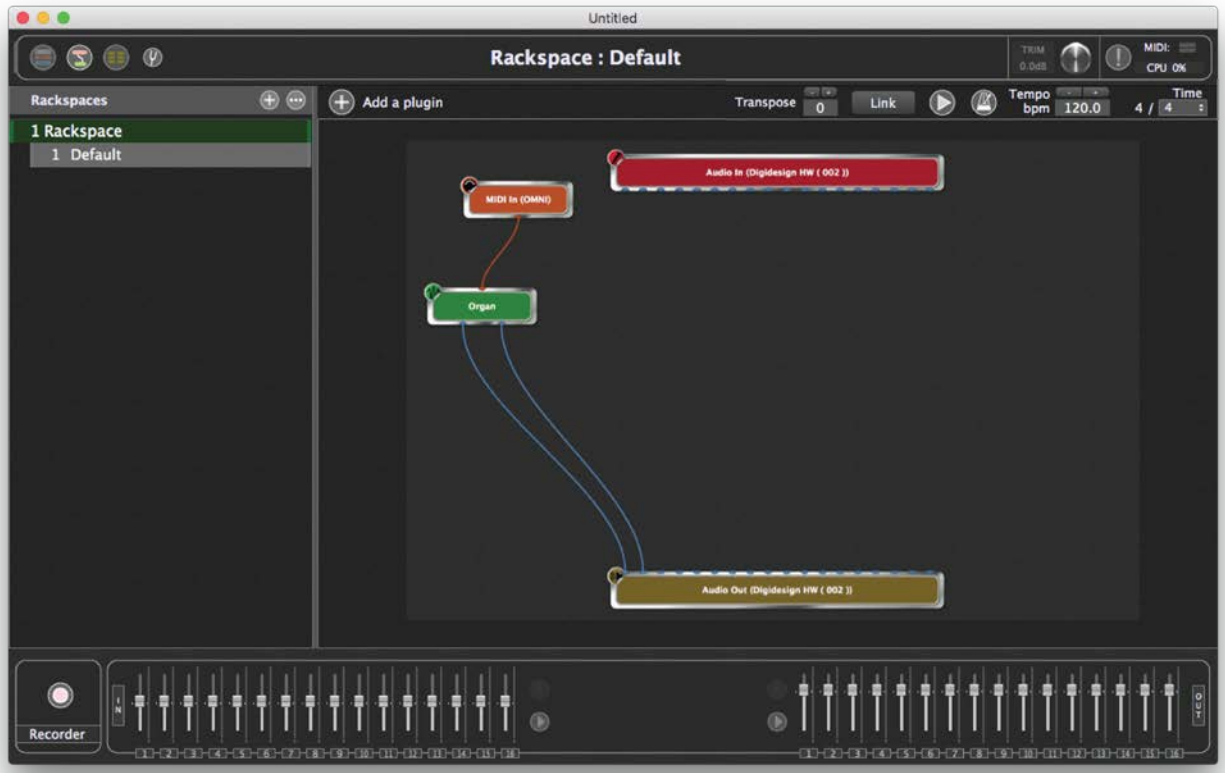 Untitled
Rackspace : Default
TRIM
0.0dB
MIDI:
CPU 0%
Rackspaces
Add a plugin
Transpose
0
Link
Tempo
bpm
120.0
Time
4 / 4
1 Rackspace
1 Default
Audio In (Digidesign HW ( 002 ))
MIDI In (OMNI)
Organ
Audio Out (Digidesign HW ( 002 ))
IN
OUT
Recorder
1 2 3 4 5 6 7 8 9 10 11 12 13 14 15 16
1 2 3 4 5 6 7 8 9 10 11 12 13 14 15 16